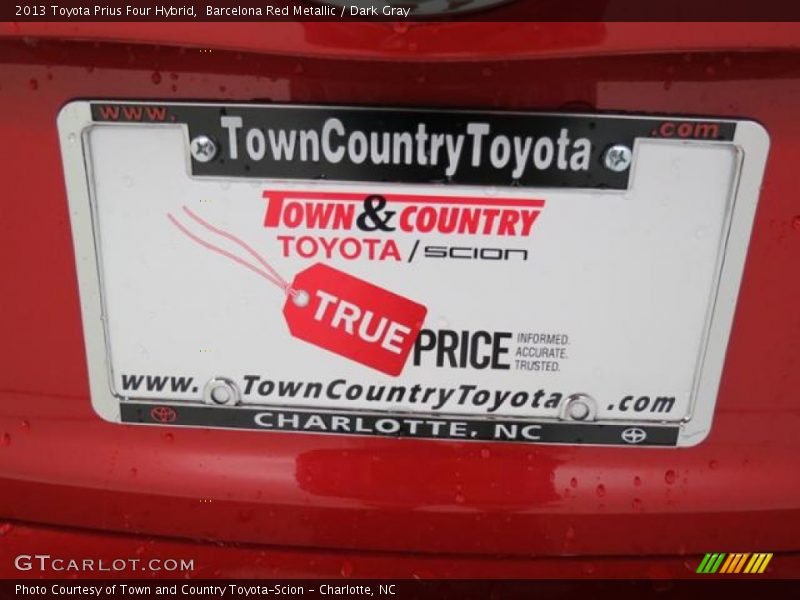 2013 Toyota Prius Four Hybrid,  Barcelona Red Metallic / Dark Gray
www. .com
TownCountryToyota
TOWN & COUNTRY
TOYOTA / SCION
TRUE PRICE
INFORMED.
ACCURATE.
TRUSTED.
www. TownCountryToyota .com
CHARLOTTE, NC
GTCARLOT.COM
Photo Courtesy of Town and Country Toyota-Scion - Charlotte, NC